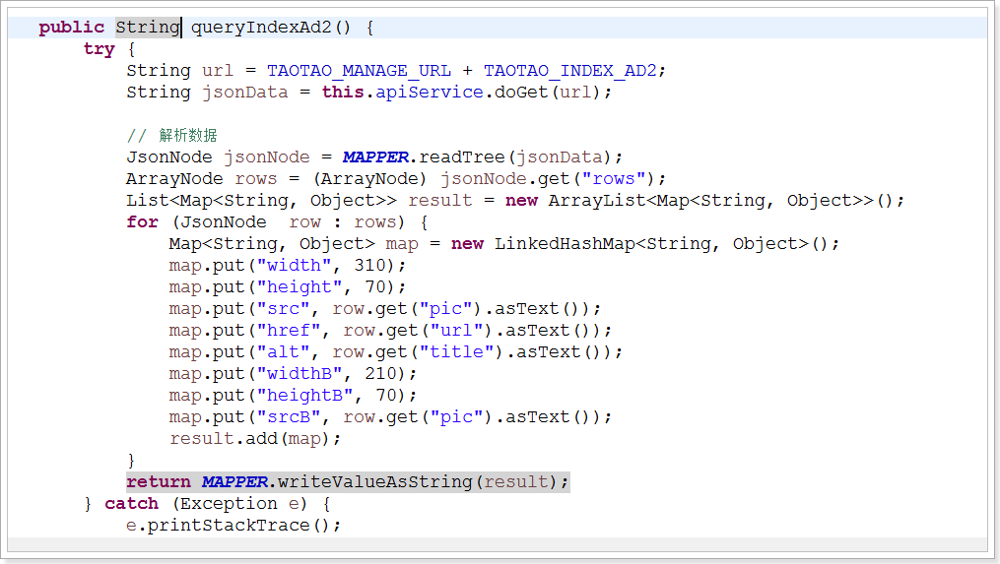 public String queryIndexAd2() {
try {
String url = TAOTAO_MANAGE_URL + TAOTAO_INDEX_AD2;
String jsonData = this.apiService.doGet(url);
// 解析数据
JsonNode jsonNode = MAPPER.readTree(jsonData);
ArrayNode rows = (ArrayNode) jsonNode.get("rows");
List<Map<String, Object>> result = new ArrayList<Map<String, Object>>();
for (JsonNode  row : rows) {
Map<String, Object> map = new LinkedHashMap<String, Object>();
map.put("width", 310);
map.put("height", 70);
map.put("src", row.get("pic").asText());
map.put("href", row.get("url").asText());
map.put("alt", row.get("title").asText());
map.put("widthB", 210);
map.put("heightB", 70);
map.put("srcB", row.get("pic").asText());
result.add(map);
}
return MAPPER.writeValueAsString(result);
} catch (Exception e) {
e.printStackTrace();